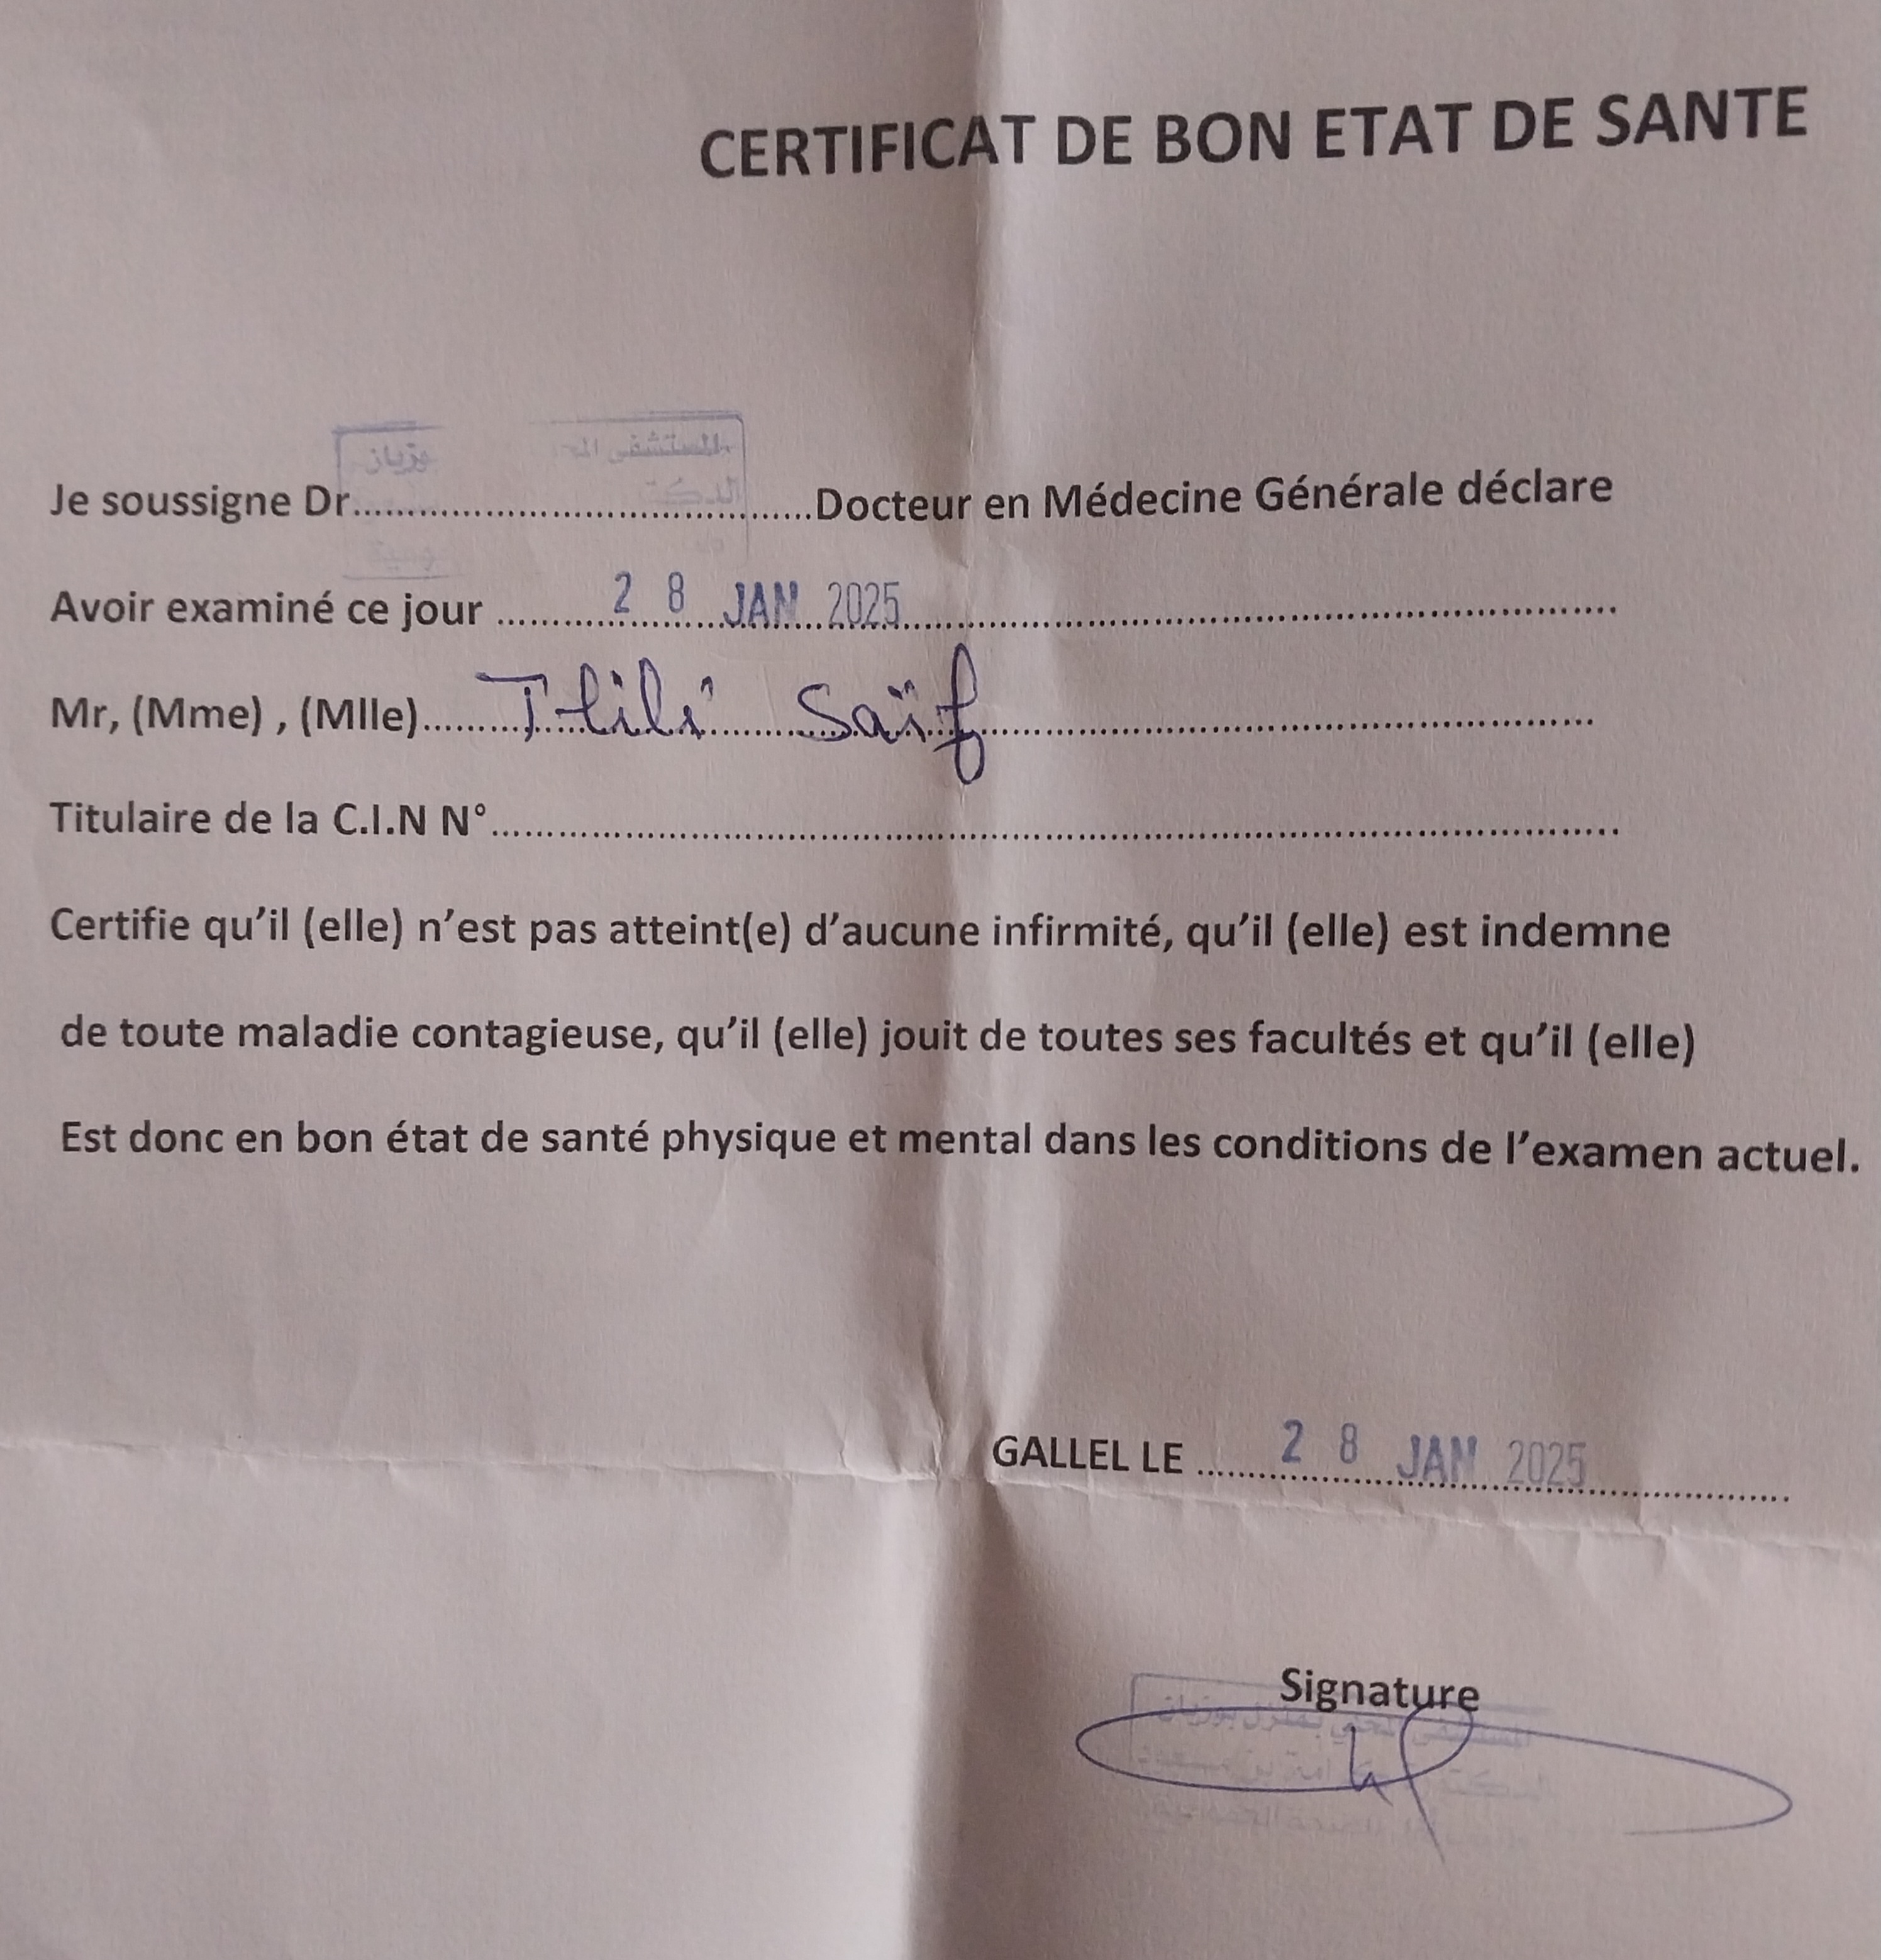 CERTIFICAT DE BON ETAT DE SANTE
المستشفى
Je soussigne Dr....................................................Docteur en Médecine Générale déclare
Avoir examiné ce jour ............28 JAN 2025............................................................
Mr, (Mme) , (Mlle).........Tlili Saïf............................................................
Titulaire de la C.I.N N°............................................................
Certifie qu’il (elle) n’est pas atteint(e) d’aucune infirmité, qu’il (elle) est indemne
de toute maladie contagieuse, qu’il (elle) jouit de toutes ses facultés et qu’il (elle)
Est donc en bon état de santé physique et mental dans les conditions de l’examen actuel.
GALLEL LE ........28 JAN 2025....................
Signature